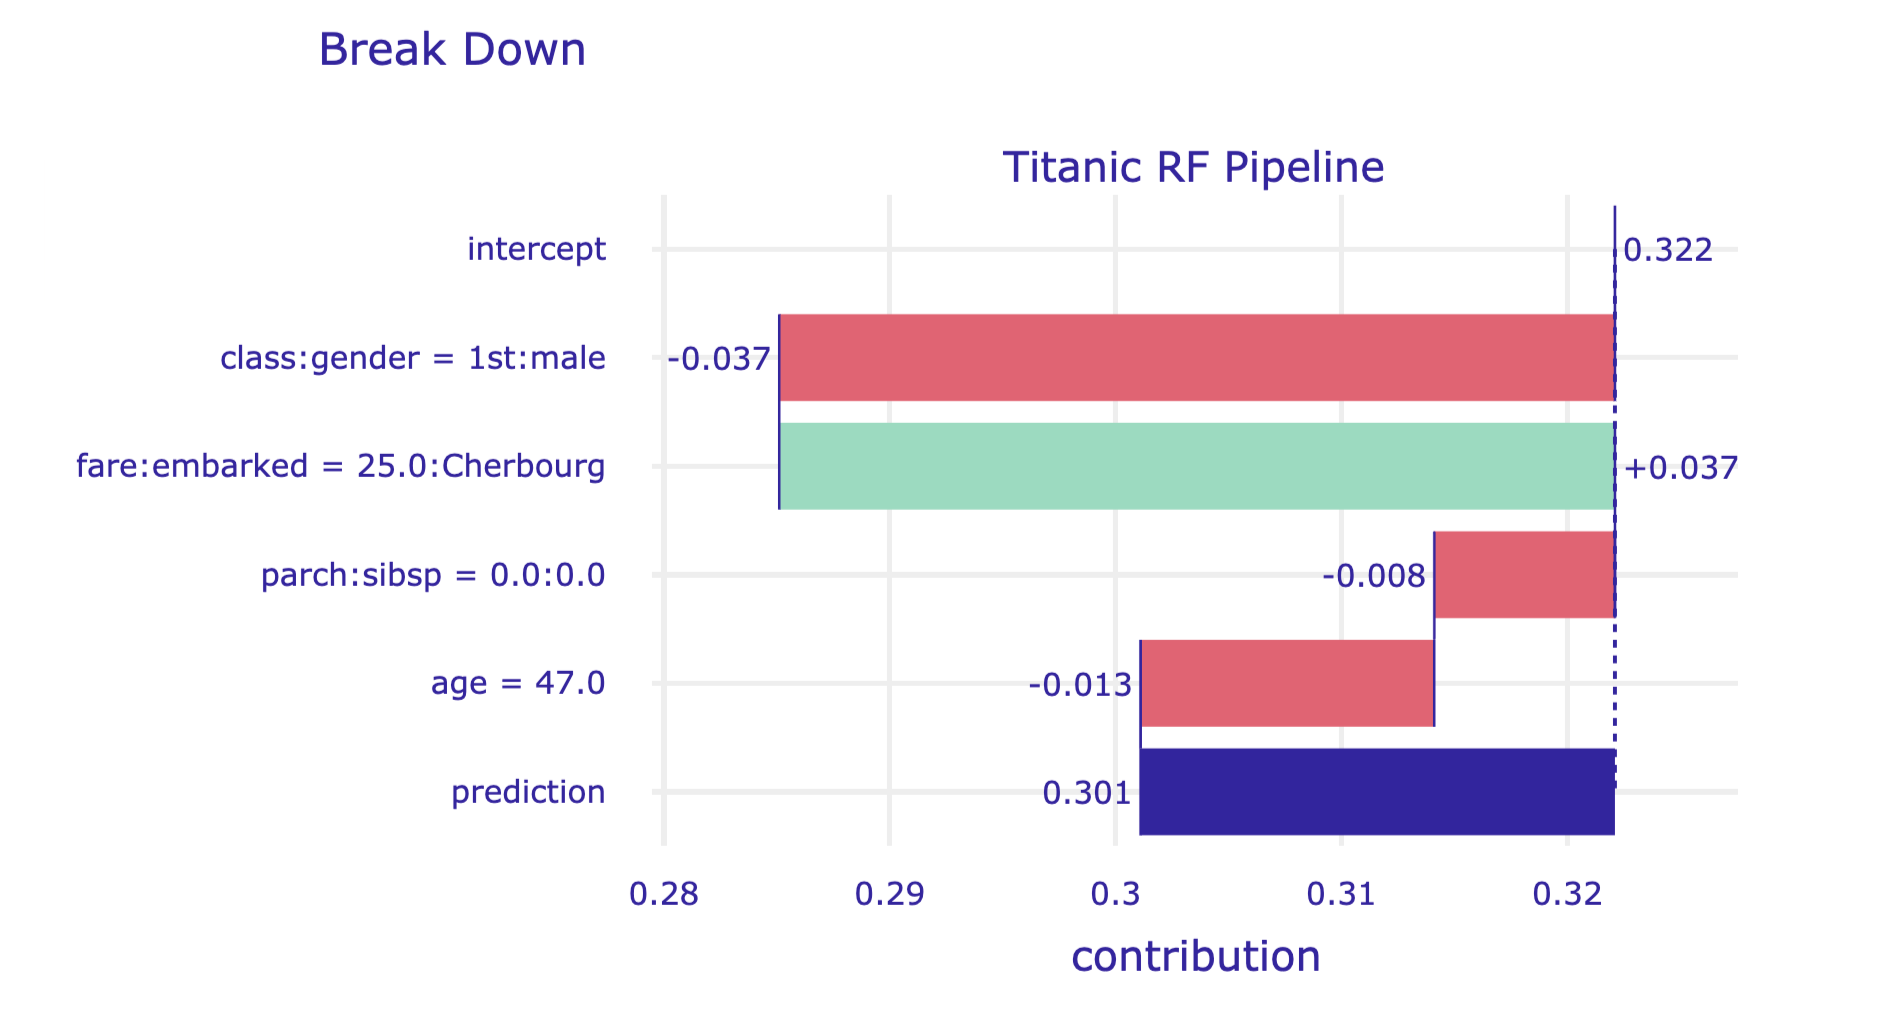 Break Down
Titanic RF Pipeline
intercept
0.322
class:gender = 1st:male
-0.037
fare:embarked = 25.0:Cherbourg
+0.037
parch:sibsp = 0.0:0.0
-0.008
age = 47.0
-0.013
prediction
0.301
0.28
0.29
0.3
0.31
0.32
contribution